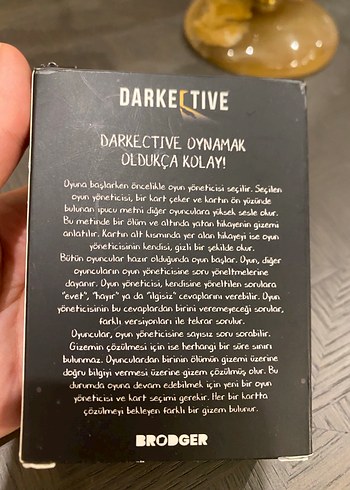 DARKECTIVE
DARKECTIVE OYNAMAK
OLDUKÇA KOLAY!
Oyuna başlarken öncelikle oyun yöneticisi seçilir. Seçilen
oyun yöneticisi, bir kart çeker ve kartın ön yüzünde
bulunan ipucu metni diğer oyunculara yüksek sesle okur.
Bu metinde bir ölüm ve altında yatan hikayenin gizemi
anlatılır. Kartın alt kısmında yer alan hikayeyi ise oyun
yöneticisinin kendisi, gizli bir şekilde okur.
Bütün oyuncular hazır olduğunda oyun başlar. Oyun, diğer
oyuncuların oyun yöneticisine soru yöneltmelerine
dayanır. Oyun yöneticisi, kendisine yöneltilen sorulara
"evet", "hayır" ya da "ilgisiz" cevaplarını verebilir. Oyun
yöneticisinin bu cevaplardan birini veremeyeceği sorular,
farklı versiyonları ile tekrar sorulur.
Oyuncular, oyun yöneticisine sayısız soru sorabilir.
Gizemin çözülmesi için ise herhangi bir süre sınırı
bulunmaz. Oyunculardan birinin ölümün gizemi üzerine
doğru bilgiyi vermesi üzerine gizem çözülmüş olur. Bu
durumda oyuna devam edebilmek için yeni bir oyun
yöneticisi ve kart seçimi gerekir. Her bir kartta
çözülmeyi bekleyen farklı bir gizem bulunur.
BRODGER